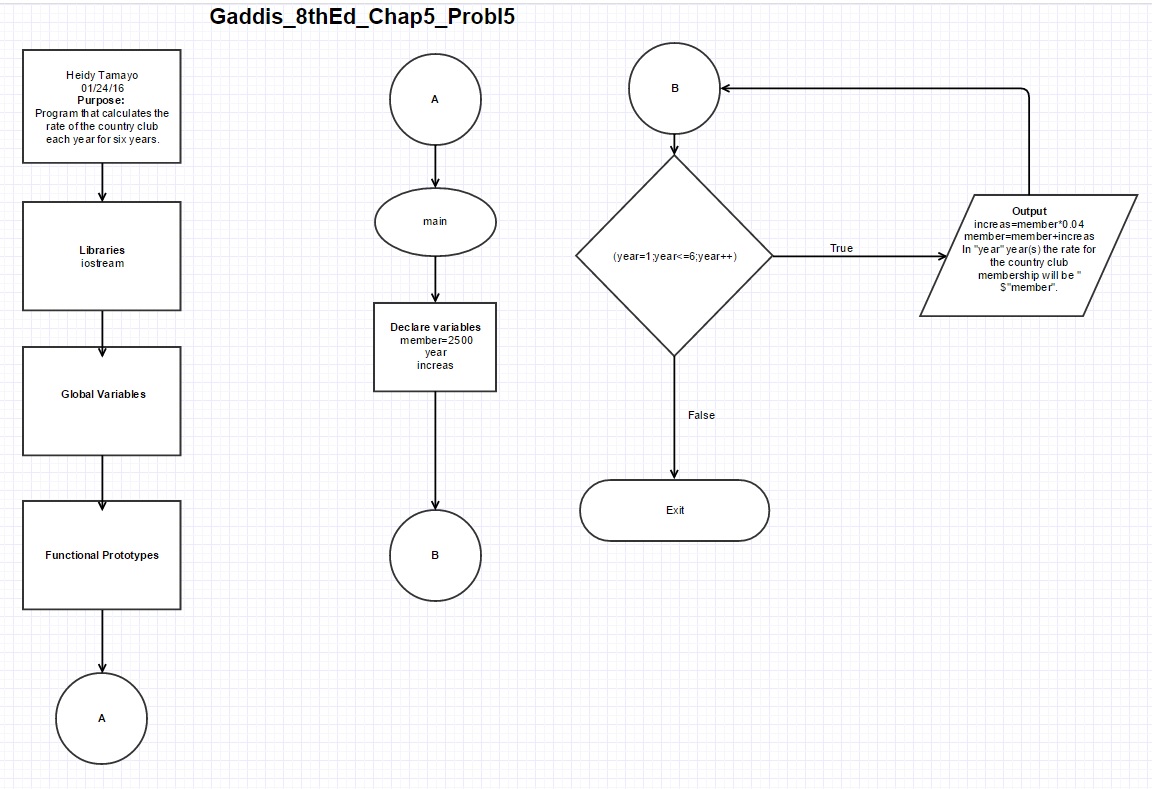 Gaddis_8thEd_Chap5_Probl5
Heidy Tamayo
01/24/16
Purpose:
Program that calculates the
rate of the country club
each year for six years.
Libraries
iostream
Global Variables
Functional Prototypes
A
A
main
Declare variables
member=2500
year
increas
B
B
(year=1;year<=6;year++)
True
False
Output
increas=member*0.04
member=member+increas
In "year" year(s) the rate for
the country club
membership will be "
$"member".
Exit